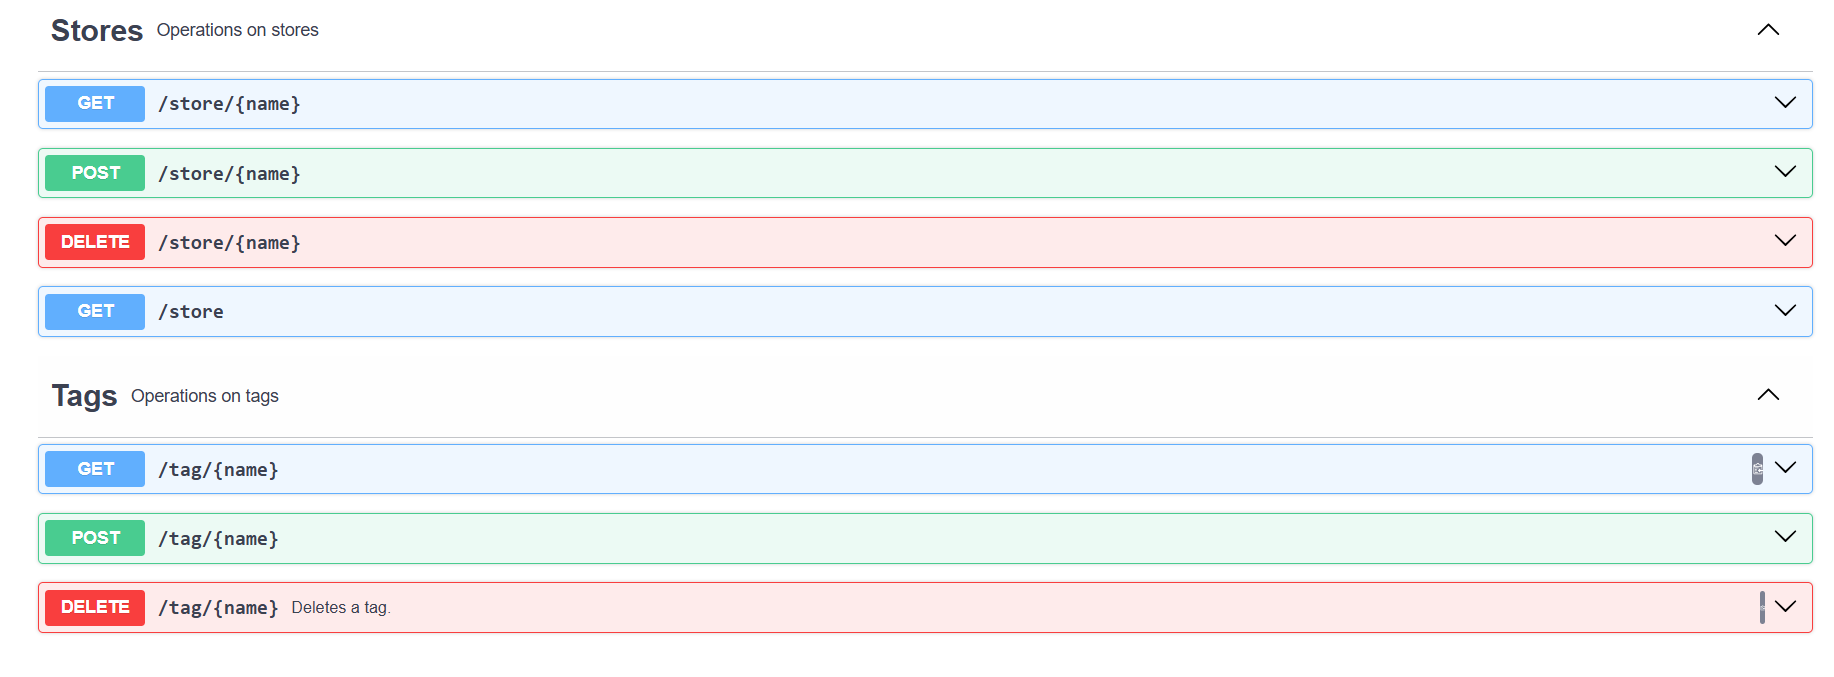 Stores Operations on stores
GET /store/{name}
POST /store/{name}
DELETE /store/{name}
GET /store
Tags Operations on tags
GET /tag/{name}
POST /tag/{name}
DELETE /tag/{name} Deletes a tag.